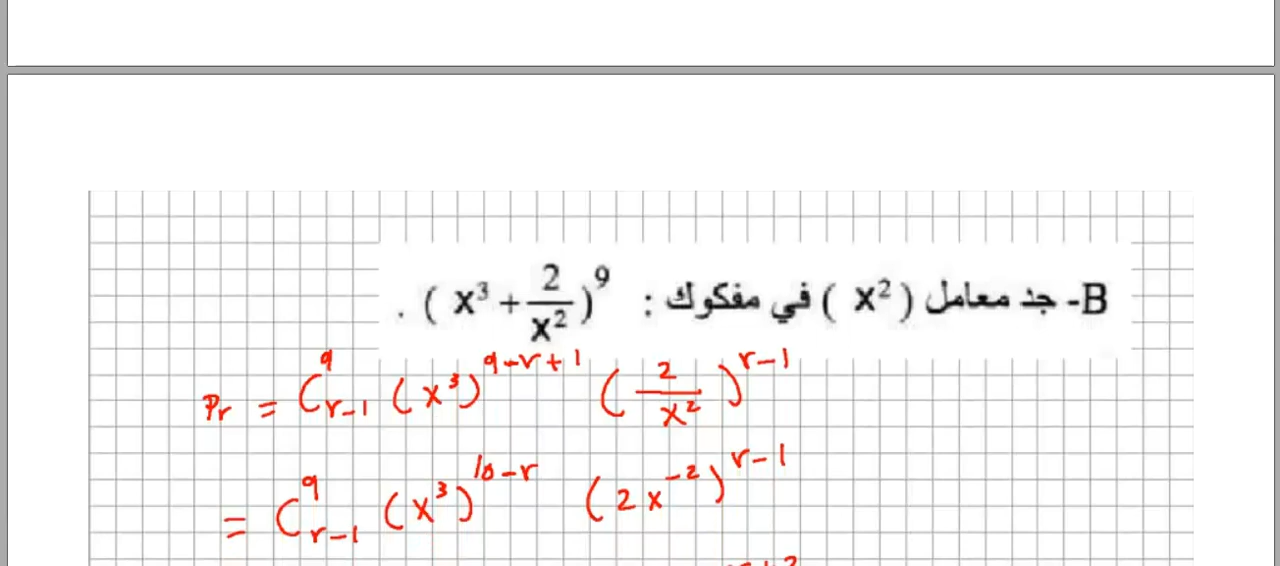 B- جد معامل ( x² ) في مفكوك : ( x³ + 2/x² )⁹ .
Pr = C⁹ᵣ₋₁ (x³)⁹⁻ʳ⁺¹ (2/x²)ʳ⁻¹
= C⁹ᵣ₋₁ (x³)¹⁰⁻ʳ (2x⁻²)ʳ⁻¹